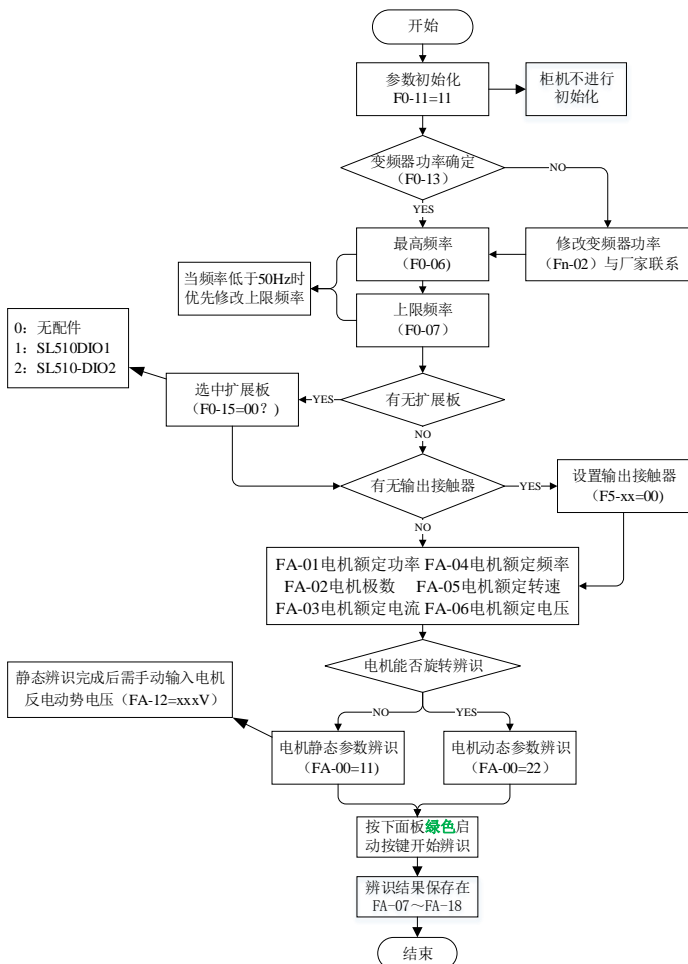 开始
参数初始化
F0-11=11
柜机不进行
初始化
变频器功率确定
（F0-13）
NO
YES
最高频率
（F0-06)
修改变频器功率
（Fn-02）与厂家联系
当频率低于50Hz时
优先修改上限频率
上限频率
（F0-07）
0：无配件
1：SL510DIO1
2：SL510-DIO2
选中扩展板
（F0-15=00？）
YES
有无扩展板
NO
有无输出接触器
YES
设置输出接触器
（F5-xx=00)
NO
FA-01电机额定功率 FA-04电机额定频率
FA-02电机极数 FA-05电机额定转速
FA-03电机额定电流 FA-06电机额定电压
电机能否旋转辨识
静态辨识完成后需手动输入电机
反电动势电压（FA-12=xxxV）
NO
YES
电机静态参数辨识
（FA-00=11)
电机动态参数辨识
（FA-00=22）
按下面板绿色启
动按键开始辨识
辨识结果保存在
FA-07～FA-18
结束